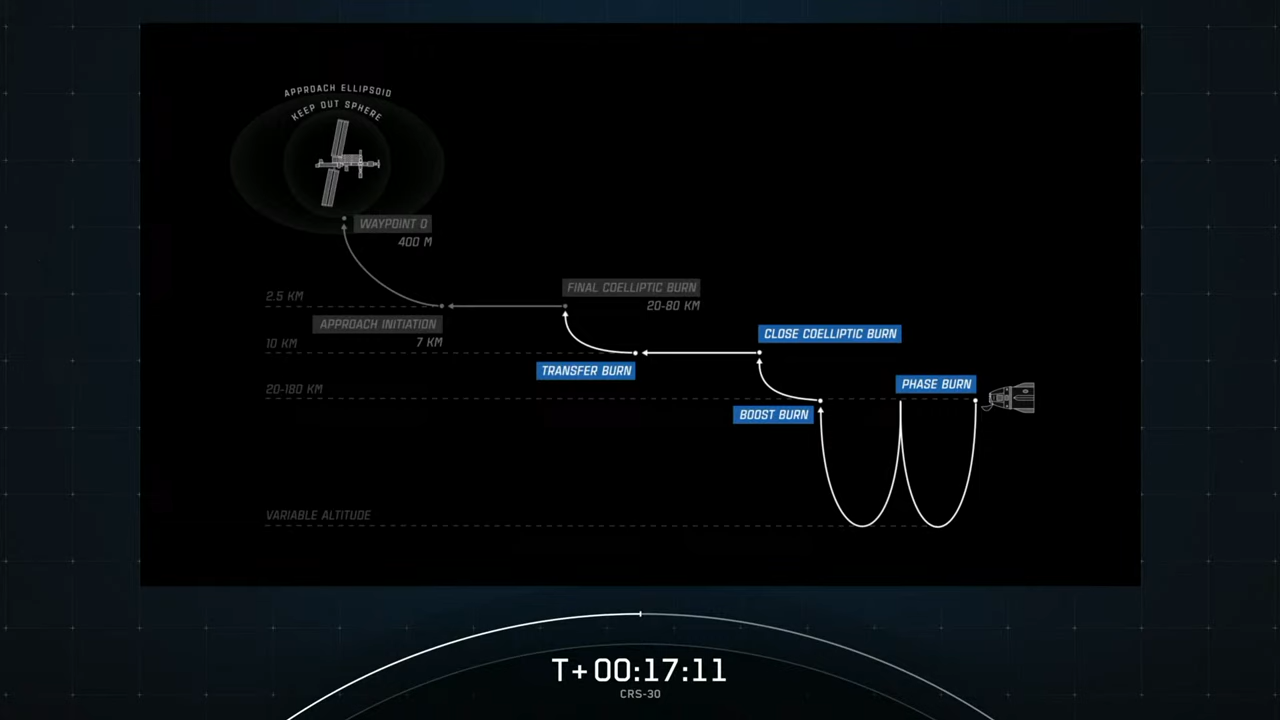 APPROACH ELLIPSOID
KEEP OUT SPHERE
WAYPOINT 0
400 M
2.5 KM
FINAL COELLIPTIC BURN
20-80 KM
APPROACH INITIATION
7 KM
10 KM
CLOSE COELLIPTIC BURN
TRANSFER BURN
20-180 KM
PHASE BURN
BOOST BURN
VARIABLE ALTITUDE
T+00:17:11
CRS-30